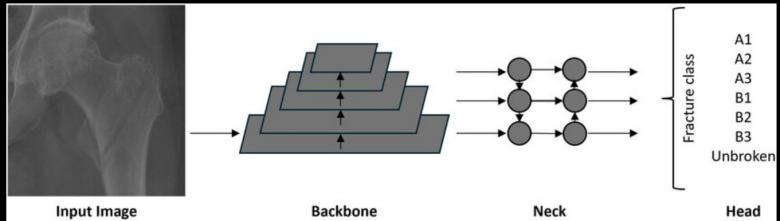 Fracture class
A1
A2
A3
B1
B2
B3
Unbroken
Input Image
Backbone
Neck
Head